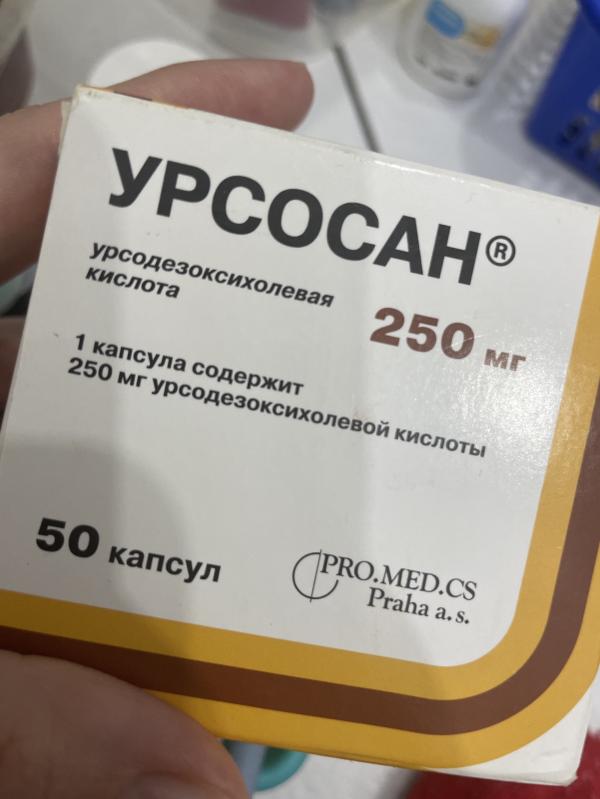 УРСОСАН®
урсодезоксихолевая
кислота
250 мг
1 капсула содержит
250 мг урсодезоксихолевой кислоты
50 капсул
PRO.MED.CS
Praha a. s.